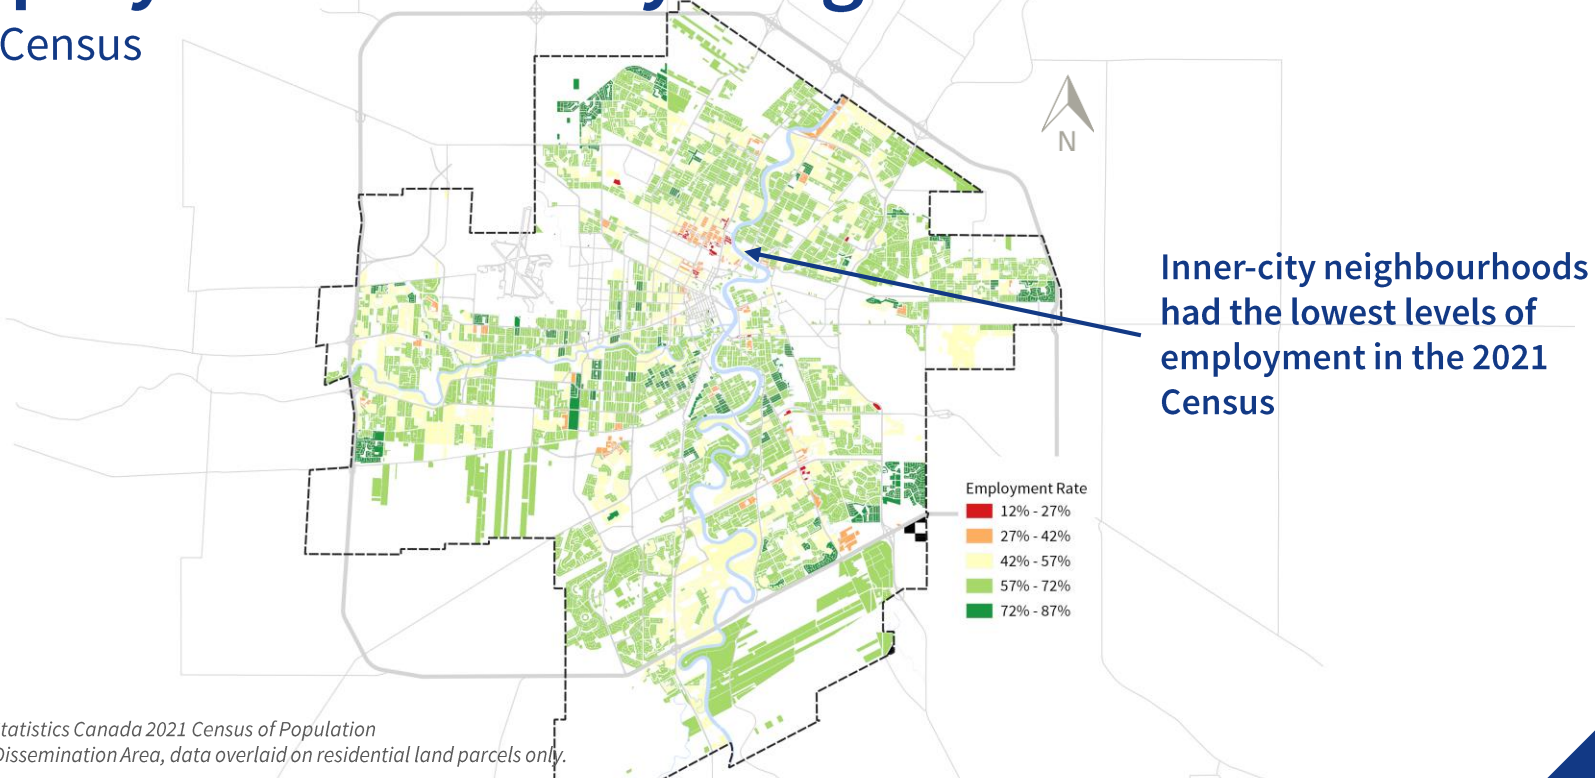 Census
N
Inner-city neighbourhoods
had the lowest levels of
employment in the 2021
Census
Employment Rate
12% - 27%
27% - 42%
42% - 57%
57% - 72%
72% - 87%
tatistics Canada 2021 Census of Population
Dissemination Area, data overlaid on residential land parcels only.